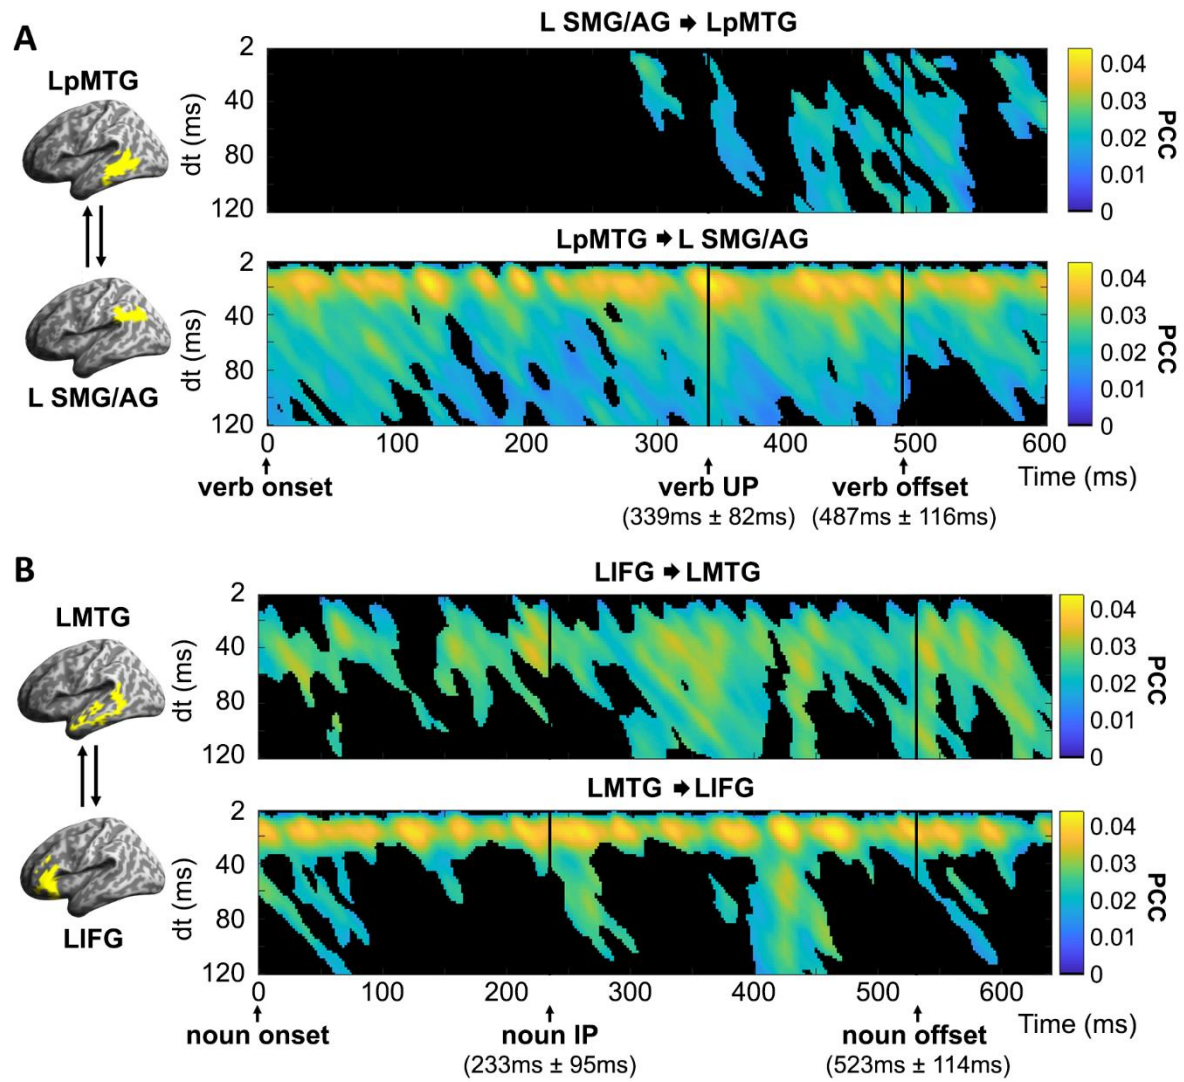 A
L SMG/AG ➡ LpMTG
LpMTG
L SMG/AG
dt (ms)
2
40
80
120
0.04
0.03
0.02
0.01
0
PCC
LpMTG ➡ L SMG/AG
dt (ms)
2
40
80
120
0.04
0.03
0.02
0.01
0
PCC
0 100 200 300 400 500 600
Time (ms)
verb onset verb UP verb offset
(339ms ± 82ms) (487ms ± 116ms)
B
LIFG ➡ LMTG
LMTG
LIFG
dt (ms)
2
40
80
120
0.04
0.03
0.02
0.01
0
PCC
LMTG ➡ LIFG
dt (ms)
2
40
80
120
0.04
0.03
0.02
0.01
0
PCC
0 100 200 300 400 500 600
Time (ms)
noun onset noun IP noun offset
(233ms ± 95ms) (523ms ± 114ms)